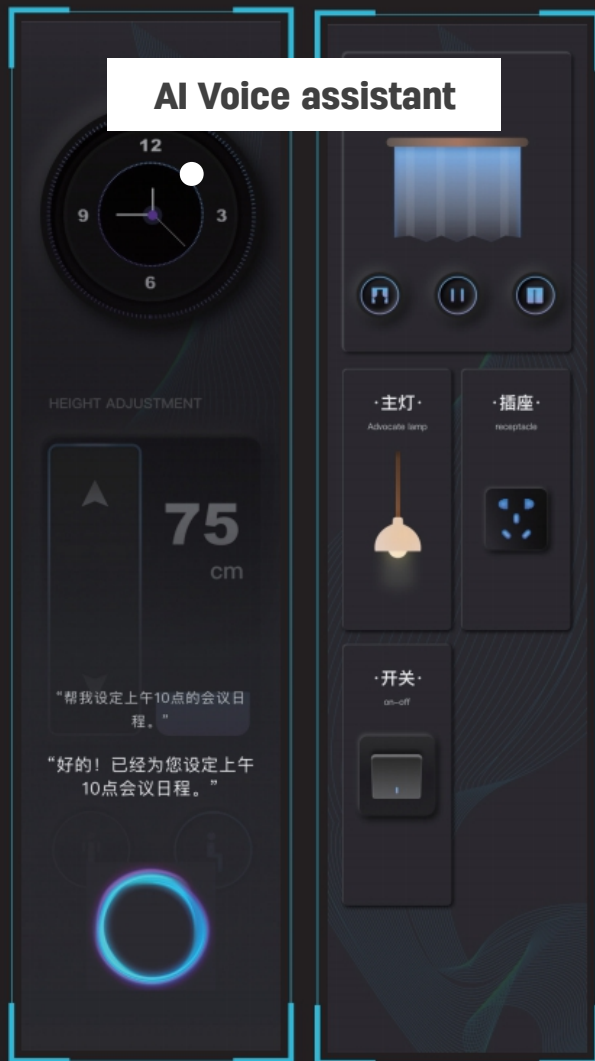 AI Voice assistant
12
9
3
6
HEIGHT ADJUSTMENT
75
cm
“帮我设定上午10点的会议日
程。”
“好的！已经为您设定上午
10点会议日程。”
·主灯·
Advocate lamp
·插座·
receptacle
·开关·
on-off